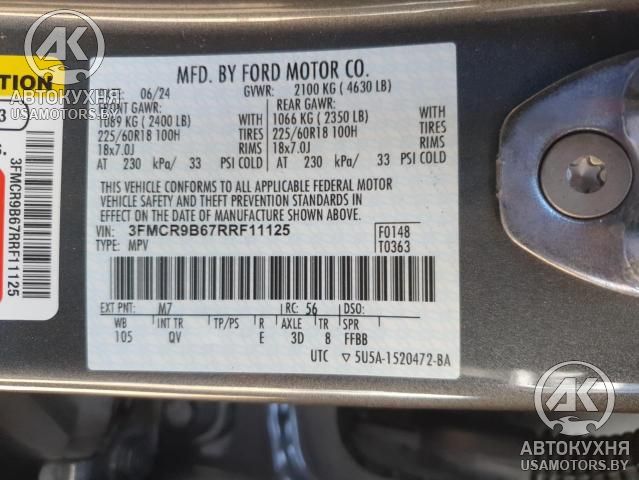 АК
АВТОКУХНЯ
USAMOTORS.BY
TION
3
S.
3FMCR9B67RRF11125
MFD. BY FORD MOTOR CO.
06/24 GVWR: 2100 KG (4630 LB)
FRONT GAWR: REAR GAWR:
1089 KG (2400 LB) WITH 1066 KG (2350 LB) WITH
225/60R18 100H TIRES 225/60R18 100H TIRES
18x7.0J RIMS 18x7.0J RIMS
AT 230 kPa/ 33 PSI COLD AT 230 kPa/ 33 PSI COLD
THIS VEHICLE CONFORMS TO ALL APPLICABLE FEDERAL MOTOR
VEHICLE SAFETY AND THEFT PREVENTION STANDARDS IN
EFFECT ON THE DATE OF MANUFACTURE SHOWN ABOVE.
VIN: 3FMCR9B67RRF11125 F0148
TYPE: MPV T0363
EXT PNT: M7 RC: 56 DSO:
WB INT TR TP/PS R AXLE TR SPR
105 QV E 3D 8 FFBB
UTC ▽5U5A-1520472-BA
АК
АВТОКУХНЯ
USAMOTORS.BY